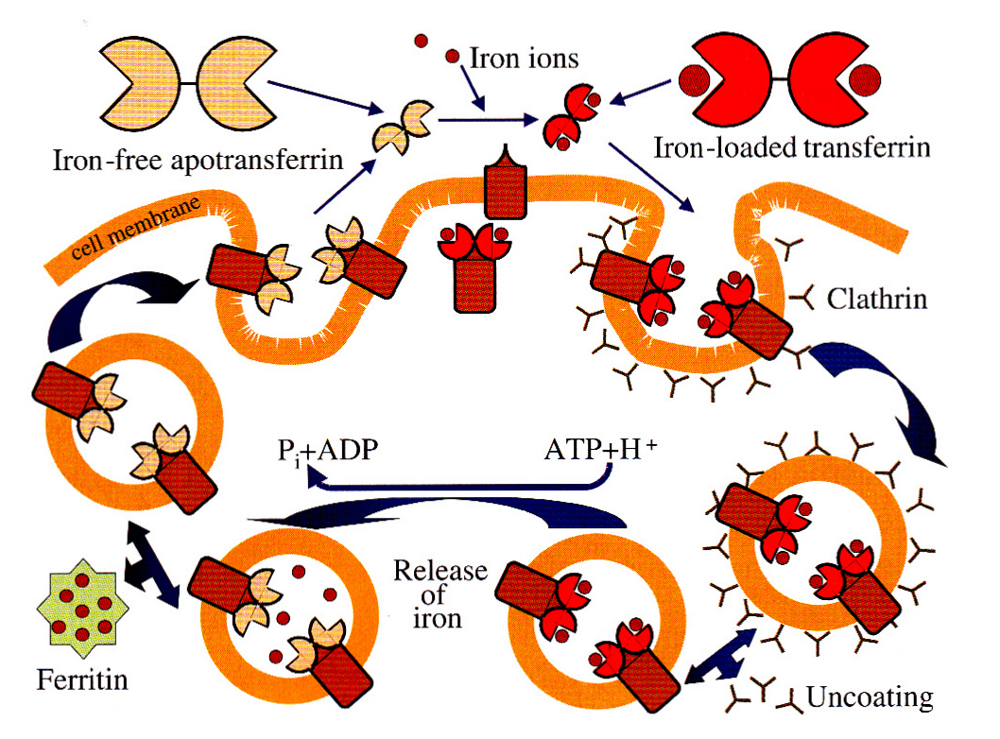 Iron ions
Iron-free apotransferrin
Iron-loaded transferrin
cell membrane
Clathrin
Pi+ADP
ATP+H+
Release
of
iron
Ferritin
Uncoating